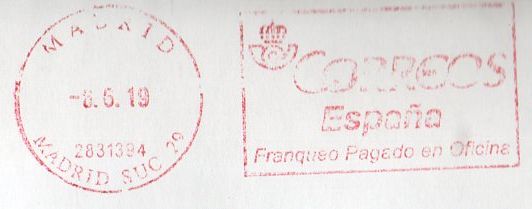 MADRID
-6.6.19
2831394
MADRID SUC 29
CORREOS
España
Franqueo Pagado en Oficina